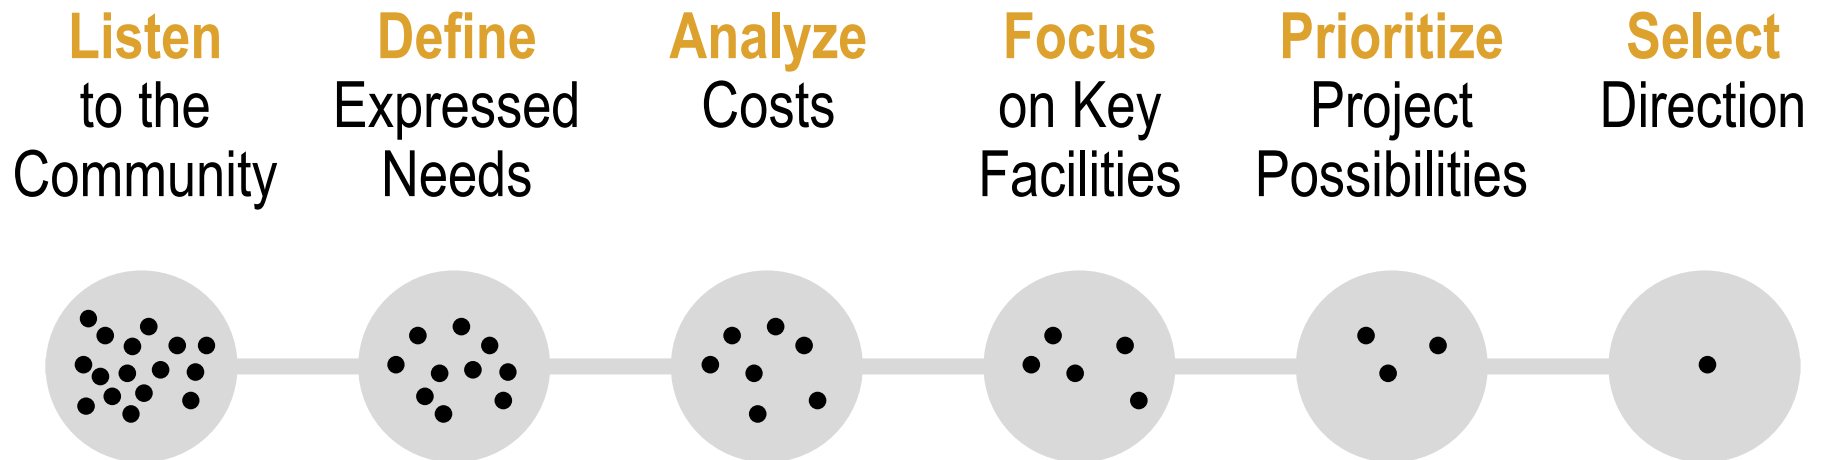 Listen
to the
Community
Define
Expressed
Needs
Analyze
Costs
Focus
on Key
Facilities
Prioritize
Project
Possibilities
Select
Direction